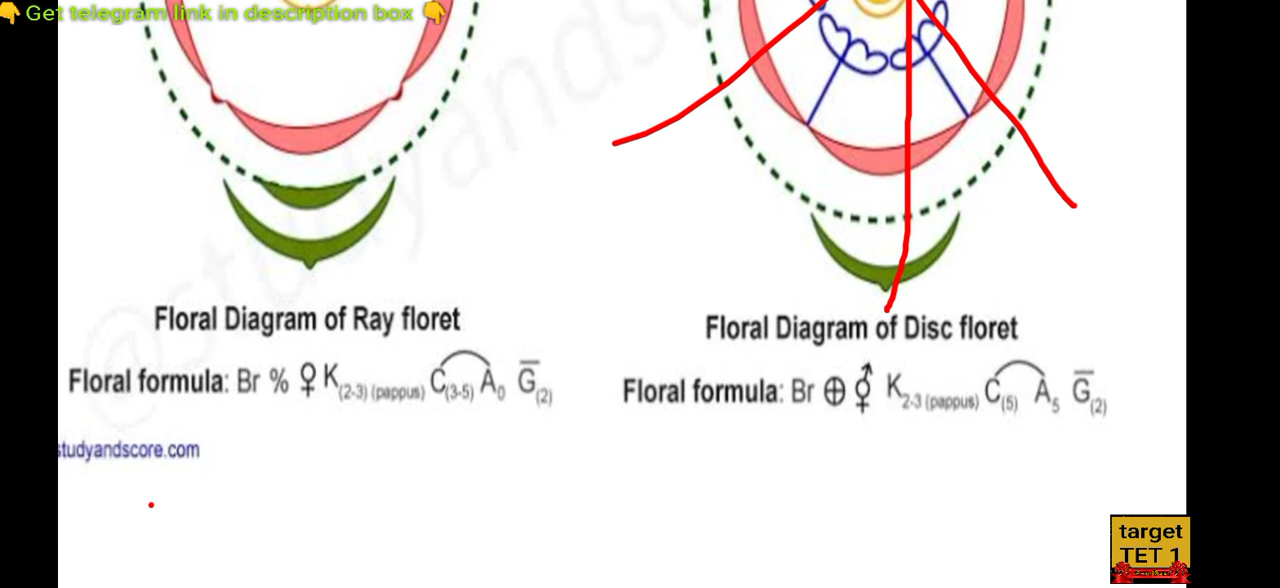 👇 Get telegram link in description box 👇
@studyandscore
Floral Diagram of Ray floret
Floral Diagram of Disc floret
Floral formula: Br % ♀ K(2-3) (pappus) C(3-5) A0 G̅(2)
Floral formula: Br ⊕ ⚥ K2-3 (pappus) C(5) A5 G̅(2)
studyandscore.com
target
TET 1